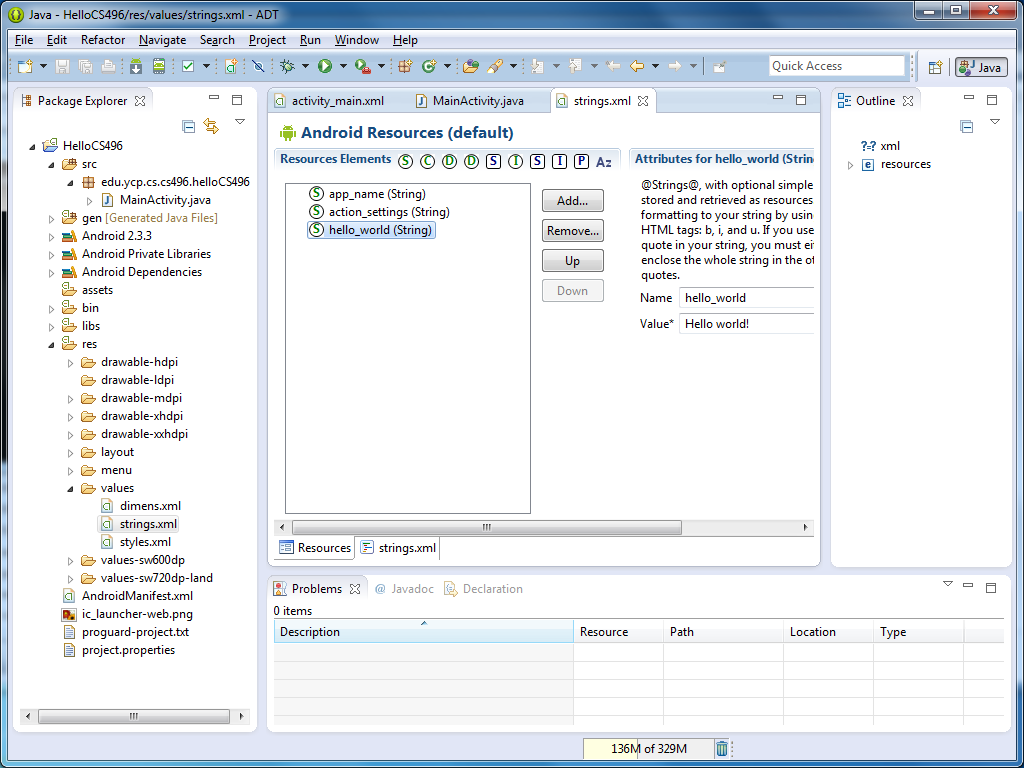 Java - HelloCS496/res/values/strings.xml - ADT
File Edit Refactor Navigate Search Project Run Window Help
Quick Access
Java
Package Explorer
HelloCS496
src
edu.ycp.cs.cs496.helloCS496
MainActivity.java
gen [Generated Java Files]
Android 2.3.3
Android Private Libraries
Android Dependencies
assets
bin
libs
res
drawable-hdpi
drawable-ldpi
drawable-mdpi
drawable-xhdpi
drawable-xxhdpi
layout
menu
values
dimens.xml
strings.xml
styles.xml
values-sw600dp
values-sw720dp-land
AndroidManifest.xml
ic_launcher-web.png
proguard-project.txt
project.properties
activity_main.xml MainActivity.java strings.xml
Android Resources (default)
Resources Elements S C D D S I S I P Az
S app_name (String)
S action_settings (String)
S hello_world (String)
Add...
Remove...
Up
Down
Attributes for hello_world (Strin
@Strings@, with optional simple
stored and retrieved as resources
formatting to your string by using
HTML tags: b, i, and u. If you use
quote in your string, you must ei
enclose the whole string in the ot
quotes.
Name hello_world
Value* Hello world!
Resources strings.xml
Outline
xml
e resources
Problems @ Javadoc Declaration
0 items
Description Resource Path Location Type
136M of 329M